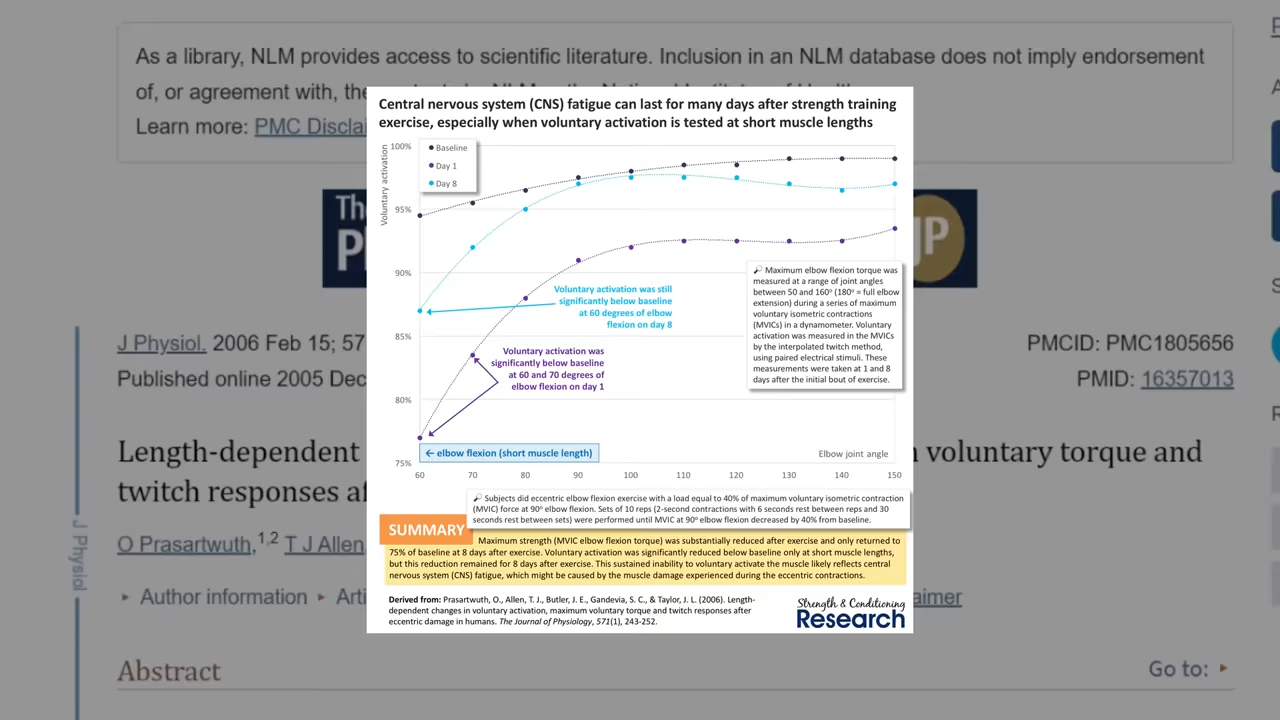 As a library, NLM provides access to scientific literature. Inclusion in an NLM database does not imply endorsement
of, or agreement with, the
Learn more: PMC Disclai
Central nervous system (CNS) fatigue can last for many days after strength training
exercise, especially when voluntary activation is tested at short muscle lengths
Voluntary activation
100%
95%
90%
85%
80%
75%
Baseline
Day 1
Day 8
Voluntary activation was still
significantly below baseline
at 60 degrees of elbow
flexion on day 8
Voluntary activation was
significantly below baseline
at 60 and 70 degrees of
elbow flexion on day 1
Maximum elbow flexion torque was
measured at a range of joint angles
between 50 and 160° (180° = full elbow
extension) during a series of maximum
voluntary isometric contractions
(MVICs) in a dynamometer. Voluntary
activation was measured in the MVICs
by the interpolated twitch method,
using paired electrical stimuli. These
measurements were taken at 1 and 8
days after the initial bout of exercise.
← elbow flexion (short muscle length)
Elbow joint angle
60 70 80 90 100 110 120 130 140 150
Subjects did eccentric elbow flexion exercise with a load equal to 40% of maximum voluntary isometric contraction
(MVIC) force at 90° elbow flexion. Sets of 10 reps (2-second contractions with 6 seconds rest between reps and 30
seconds rest between sets) were performed until MVIC at 90° elbow flexion decreased by 40% from baseline.
SUMMARY
Maximum strength (MVIC elbow flexion torque) was substantially reduced after exercise and only returned to
75% of baseline at 8 days after exercise. Voluntary activation was significantly reduced below baseline only at short muscle lengths,
but this reduction remained for 8 days after exercise. This sustained inability to voluntary activate the muscle likely reflects central
nervous system (CNS) fatigue, which might be caused by the muscle damage experienced during the eccentric contractions.
Derived from: Prasartwuth, O., Allen, T. J., Butler, J. E., Gandevia, S. C., & Taylor, J. L. (2006). Length-
dependent changes in voluntary activation, maximum voluntary torque and twitch responses after
eccentric damage in humans. The Journal of Physiology, 571(1), 243-252.
Strength & Conditioning
Research
The
J Physiol. 2006 Feb 15; 57
PMCID: PMC1805656
Published online 2005 Dec
PMID: 16357013
Length-dependent
voluntary torque and
twitch responses af
O Prasartwuth,1,2 T J Allen
Author information
Arti
aimer
J Physiol
Abstract
Go to: